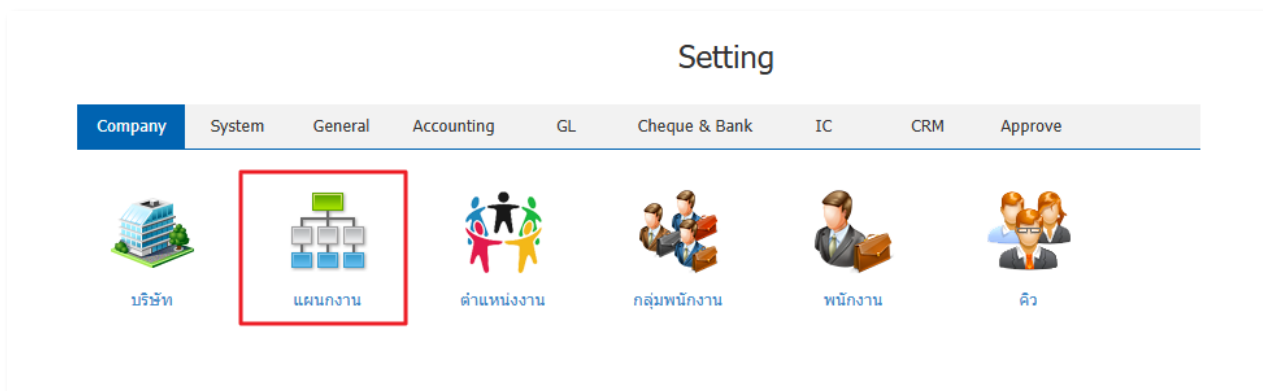 Setting
Company System General Accounting GL Cheque & Bank IC CRM Approve
บริษัท แผนกงาน ตำแหน่งงาน กลุ่มพนักงาน พนักงาน คิว